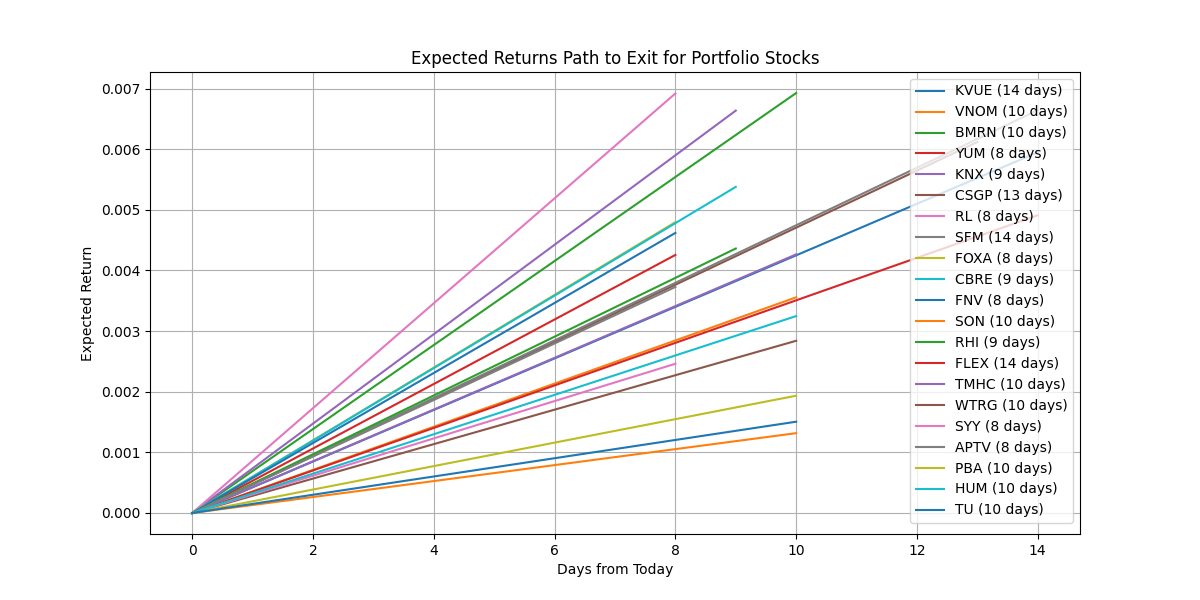 Expected Returns Path to Exit for Portfolio Stocks
Expected Return
0.007
0.006
0.005
0.004
0.003
0.002
0.001
0.000
KVUE (14 days)
VNOM (10 days)
BMRN (10 days)
YUM (8 days)
KNX (9 days)
CSGP (13 days)
RL (8 days)
SFM (14 days)
FOXA (8 days)
CBRE (9 days)
FNV (8 days)
SON (10 days)
RHI (9 days)
FLEX (14 days)
TMHC (10 days)
WTRG (10 days)
SYY (8 days)
APTV (8 days)
PBA (10 days)
HUM (10 days)
TU (10 days)
0 2 4 6 8 10 12 14
Days from Today